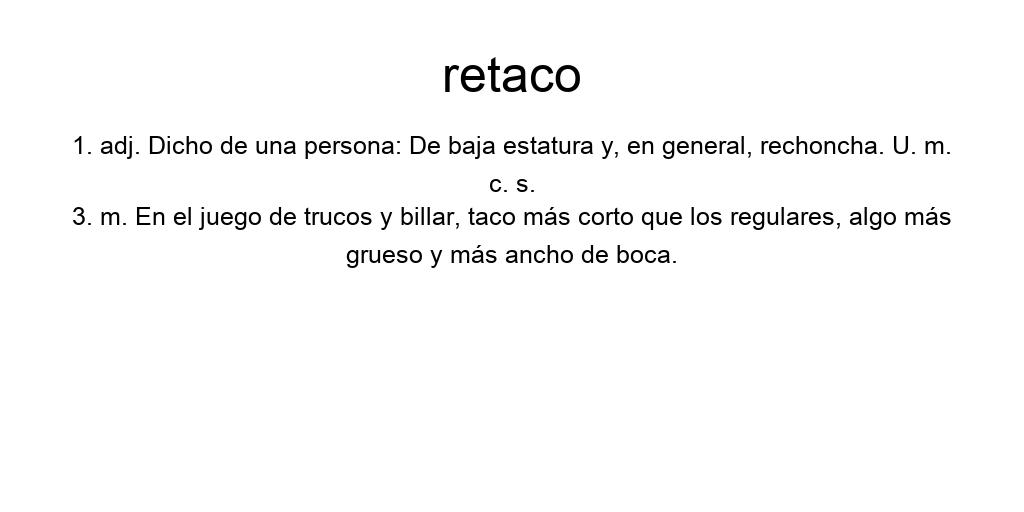 retaco
1. adj. Dicho de una persona: De baja estatura y, en general, rechoncha. U. m.
c. s.
3. m. En el juego de trucos y billar, taco más corto que los regulares, algo más
grueso y más ancho de boca.